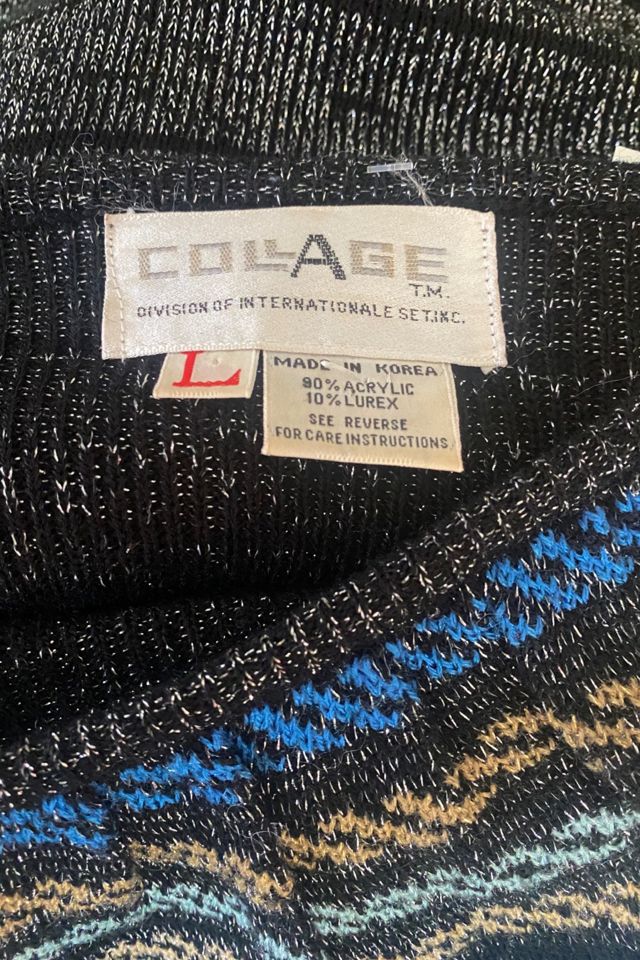 COLLAGE
T.M.
DIVISION OF INTERNATIONALE SET.INC.
L
MADE IN KOREA
90% ACRYLIC
10% LUREX
SEE REVERSE
FOR CARE INSTRUCTIONS